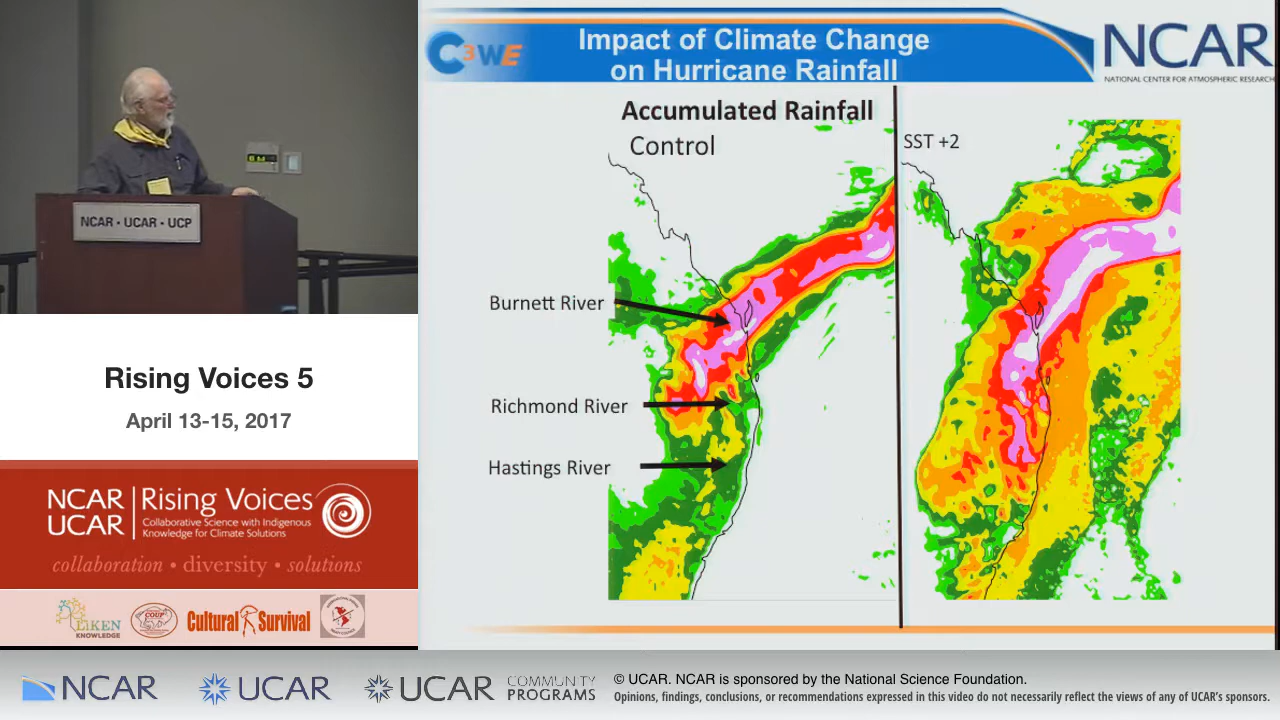 NCAR • UCAR • UCP
Rising Voices 5
April 13-15, 2017
NCAR
UCAR
Rising Voices
Collaborative Science with Indigenous
Knowledge for Climate Solutions
collaboration • diversity • solutions
LIKEN
KNOWLEDGE
COUP
Cultural Survival
C3WE
Impact of Climate Change
on Hurricane Rainfall
NCAR
NATIONAL CENTER FOR ATMOSPHERIC RESEARCH
Accumulated Rainfall
Control
SST +2
Burnett River
Richmond River
Hastings River
NCAR
UCAR
UCAR
COMMUNITY
PROGRAMS
© UCAR. NCAR is sponsored by the National Science Foundation.
Opinions, findings, conclusions, or recommendations expressed in this video do not necessarily reflect the views of any of UCAR's sponsors.